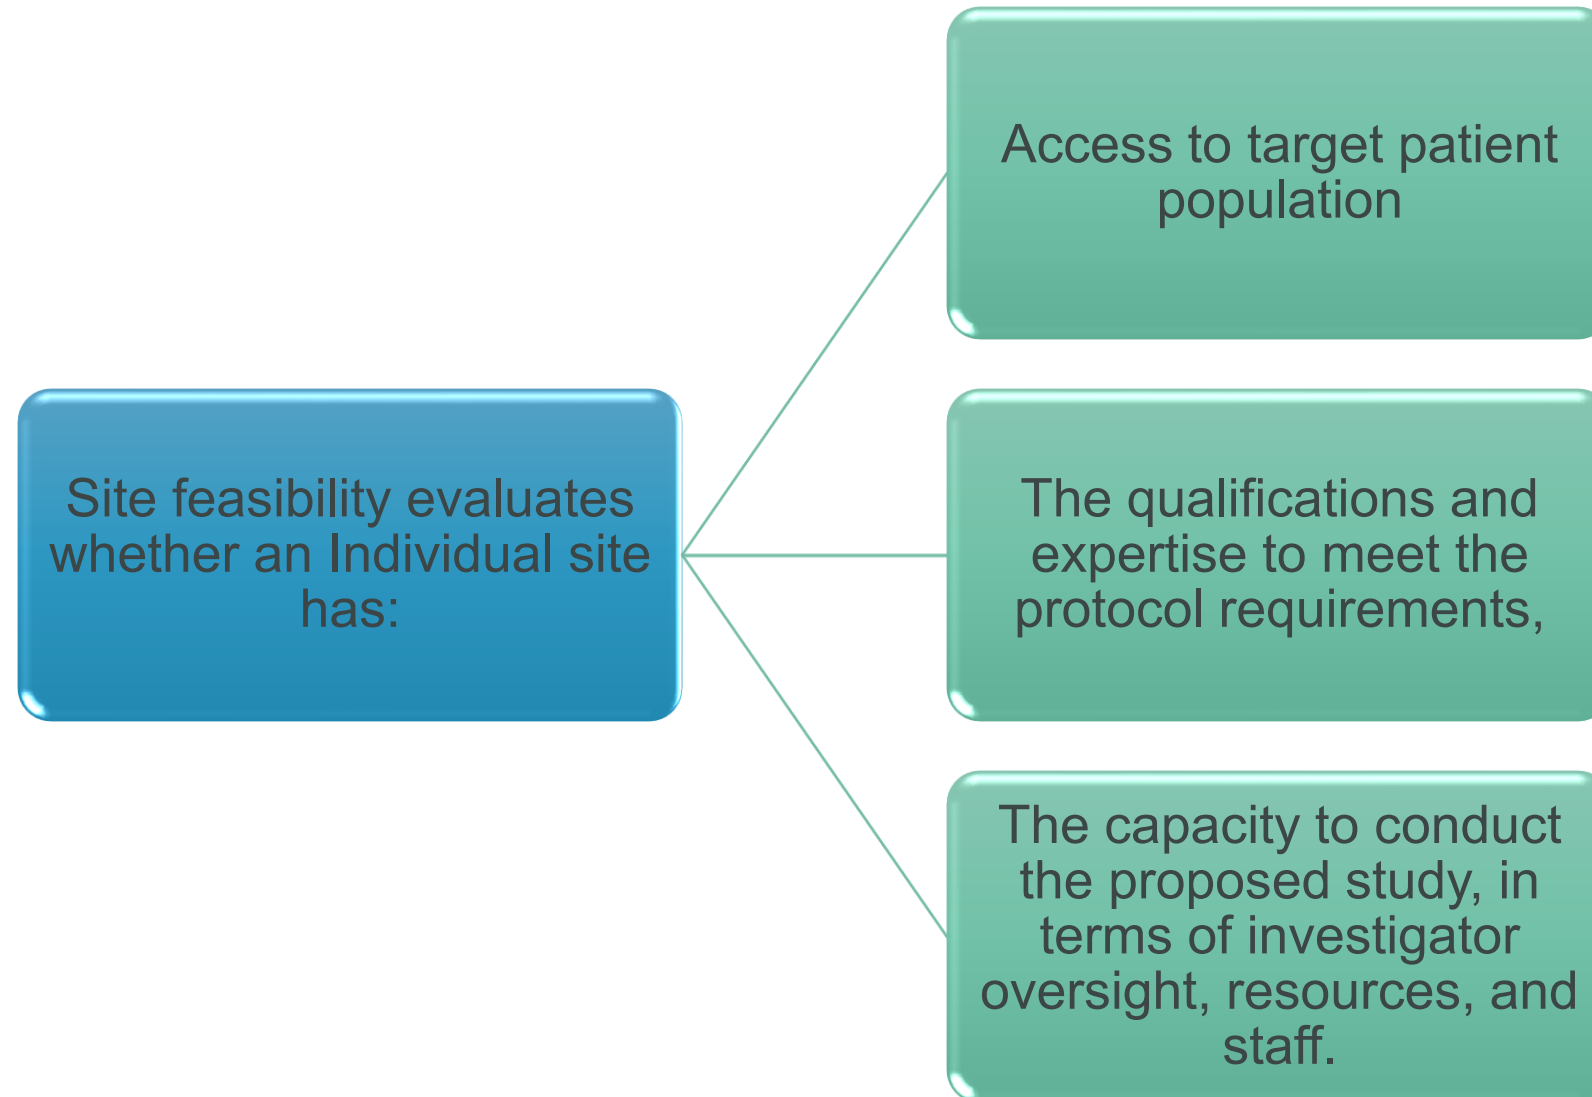 Site feasibility evaluates
whether an Individual site
has:
Access to target patient
population
The qualifications and
expertise to meet the
protocol requirements,
The capacity to conduct
the proposed study, in
terms of investigator
oversight, resources, and
staff.